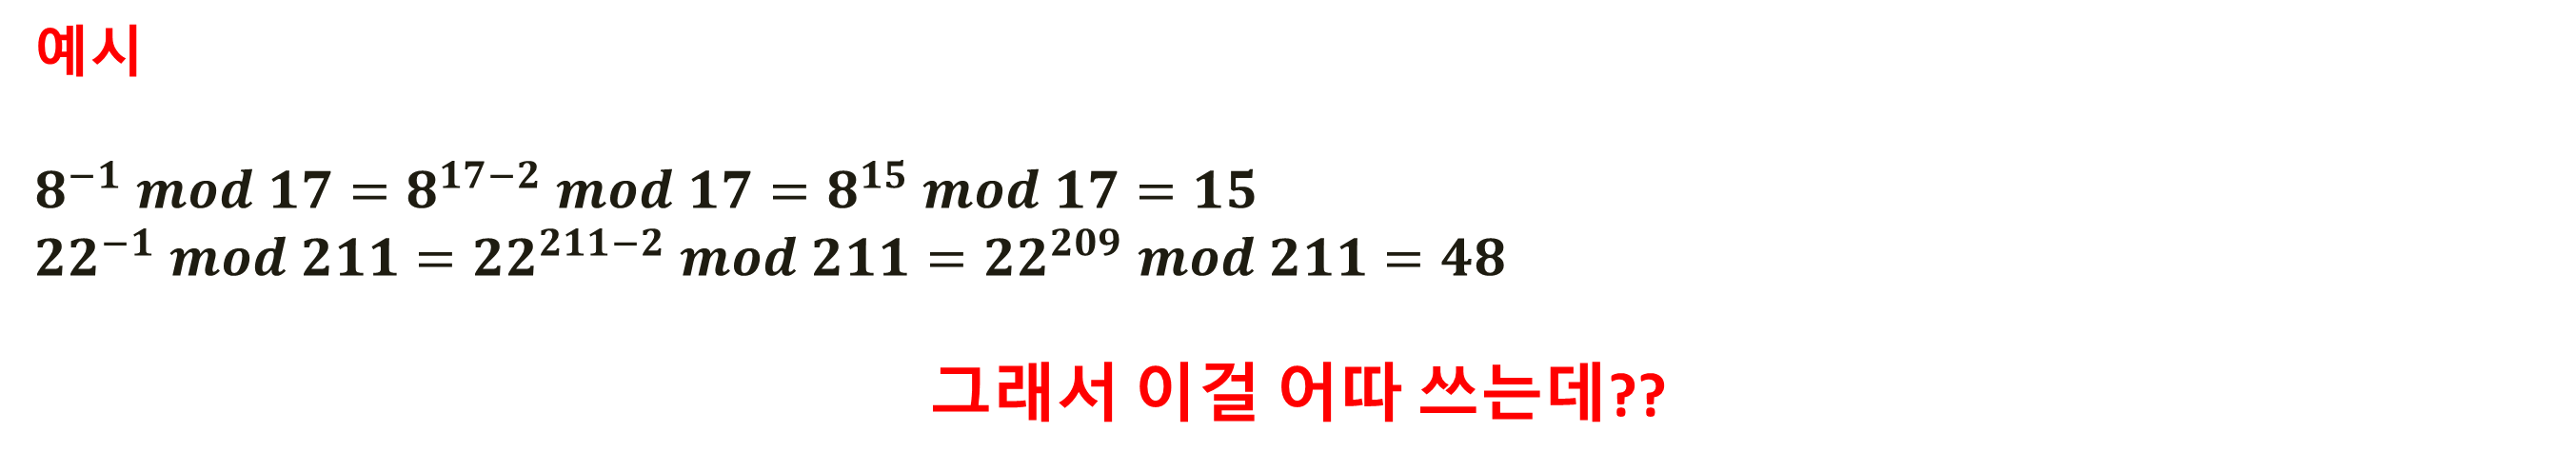 예시
8⁻¹ mod 17 = 8¹⁷⁻² mod 17 = 8¹⁵ mod 17 = 15
22⁻¹ mod 211 = 22²¹¹⁻² mod 211 = 22²⁰⁹ mod 211 = 48
그래서 이걸 어따 쓰는데??